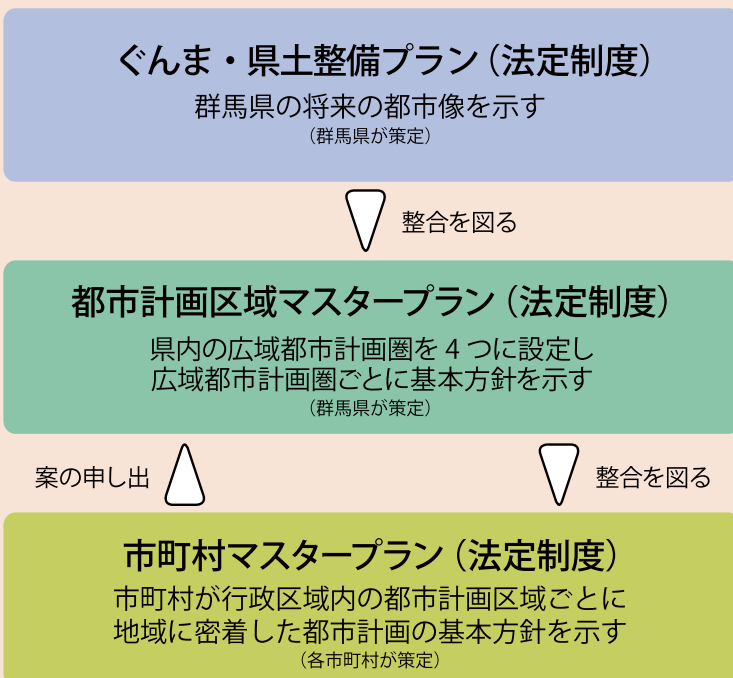 ぐんま・県土整備プラン（法定制度）
群馬県の将来の都市像を示す
（群馬県が策定）
整合を図る
都市計画区域マスタープラン（法定制度）
県内の広域都市計画圏を４つに設定し
広域都市計画圏ごとに基本方針を示す
（群馬県が策定）
案の申し出
整合を図る
市町村マスタープラン（法定制度）
市町村が行政区域内の都市計画区域ごとに
地域に密着した都市計画の基本方針を示す
（各市町村が策定）